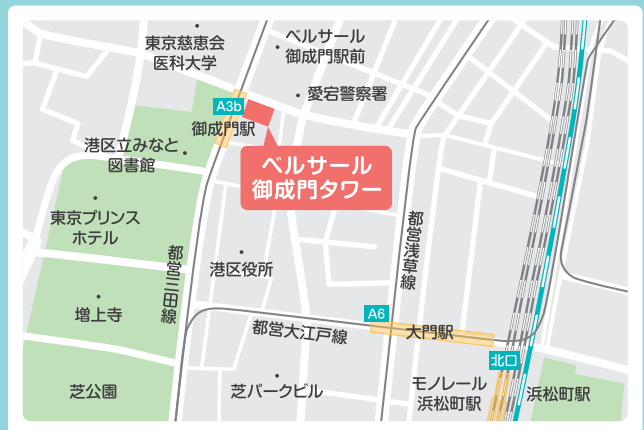 東京慈恵会
医科大学
ベルサール
御成門駅前
愛宕警察署
A3b
御成門駅
港区立みなと
図書館
ベルサール
御成門タワー
東京プリンス
ホテル
都営三田線
港区役所
都営浅草線
増上寺
A6
都営大江戸線
大門駅
北口
芝公園
芝パークビル
モノレール
浜松町駅
浜松町駅